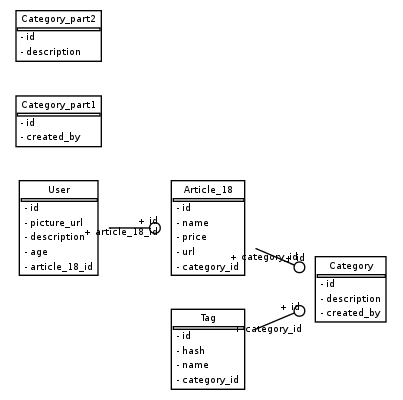 Category_part2
- id
- description
Category_part1
- id
- created_by
User
- id
- picture_url
- description
- age
- article_18_id
+ id
+ article_18_id
Article_18
- id
- name
- price
- url
- category_id
+ category_id
+ id
Category
- id
- description
- created_by
+ id
+ category_id
Tag
- id
- hash
- name
- category_id